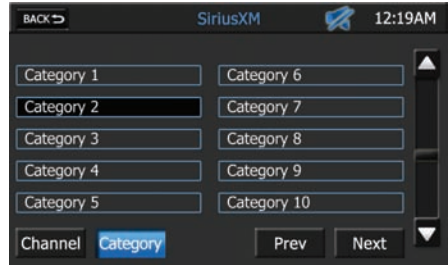 BACK SiriusXM 12:19AM
Category 1 Category 6
Category 2 Category 7
Category 3 Category 8
Category 4 Category 9
Category 5 Category 10
Channel Category Prev Next